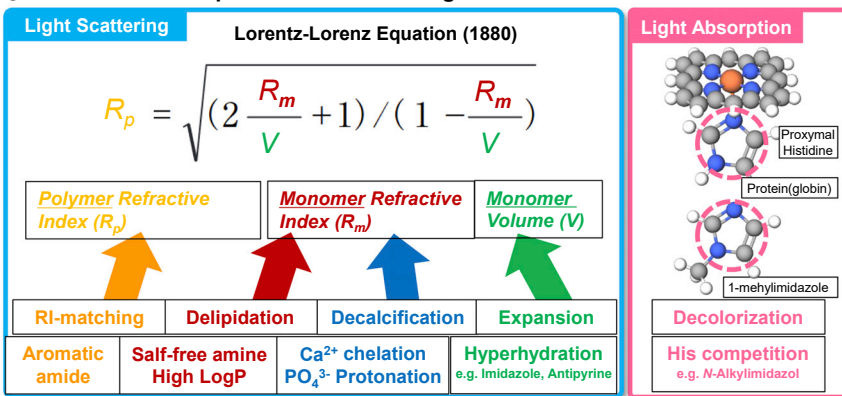 Light Scattering
Lorentz-Lorenz Equation (1880)
Rp = √(2 Rm/V +1)/( 1 − Rm/V )
Polymer Refractive
Index (Rp)
Monomer Refractive
Index (Rm)
Monomer
Volume (V)
RI-matching
Delipidation
Decalcification
Expansion
Aromatic
amide
Salf-free amine
High LogP
Ca²⁺ chelation
PO₄³⁻ Protonation
Hyperhydration
e.g. Imidazole, Antipyrine
Light Absorption
Proxymal
Histidine
Protein(globin)
1-mehylimidazole
Decolorization
His competition
e.g. N-Alkylimidazol